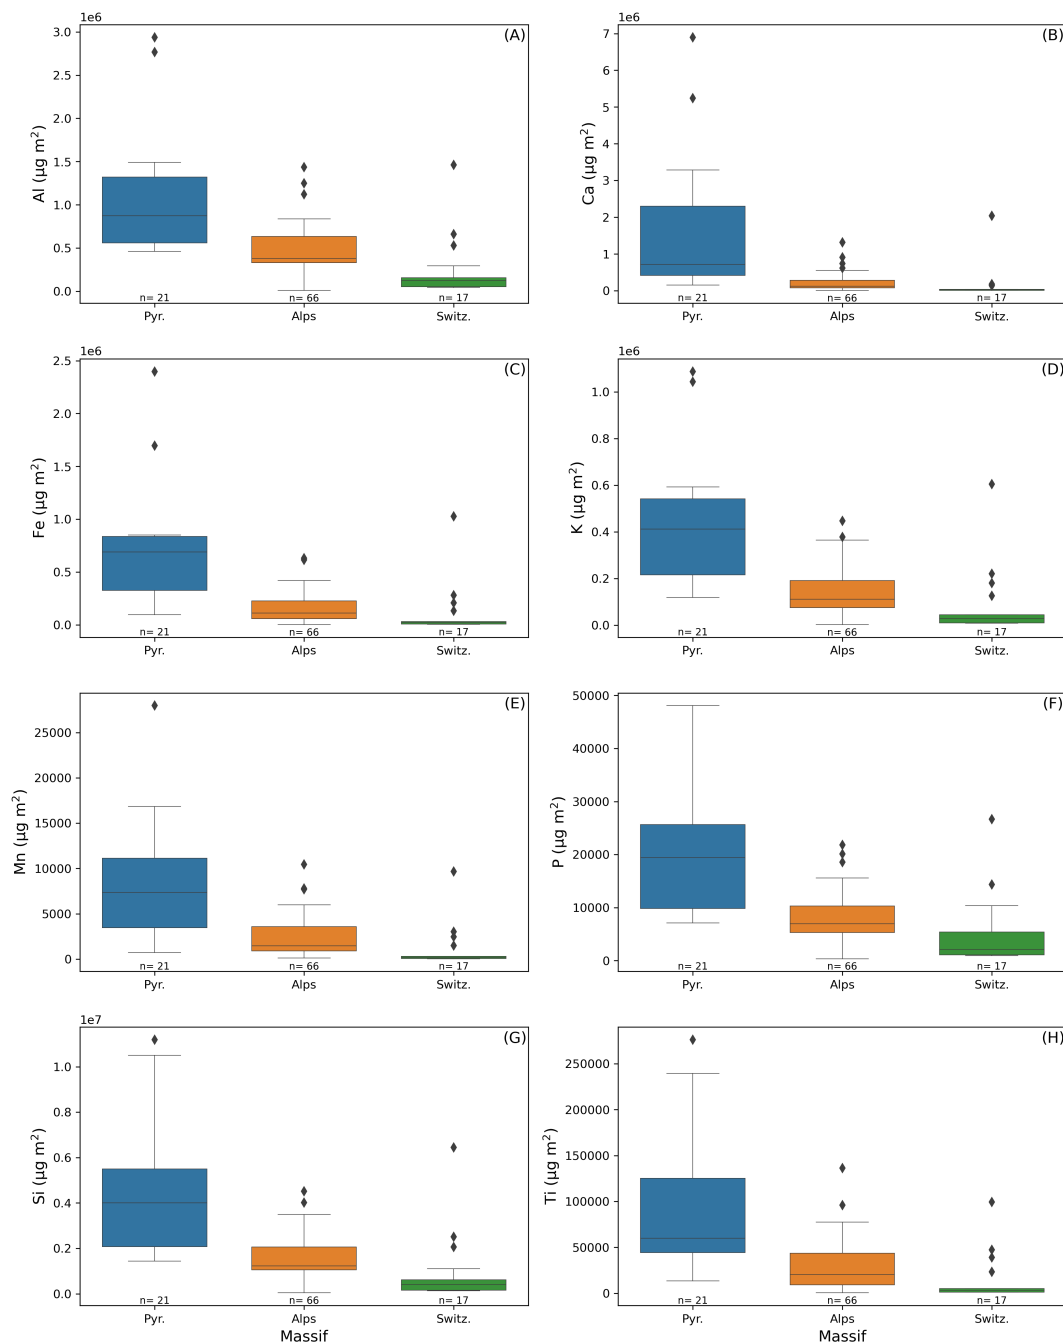 1e6
(A)
Al (µg m²)
3.0
2.5
2.0
1.5
1.0
0.5
0.0
n= 21
n= 66
n= 17
Pyr.
Alps
Switz.
1e6
(B)
Ca (µg m²)
7
6
5
4
3
2
1
0
n= 21
n= 66
n= 17
Pyr.
Alps
Switz.
1e6
(C)
Fe (µg m²)
2.5
2.0
1.5
1.0
0.5
0.0
n= 21
n= 66
n= 17
Pyr.
Alps
Switz.
1e6
(D)
K (µg m²)
1.0
0.8
0.6
0.4
0.2
0.0
n= 21
n= 66
n= 17
Pyr.
Alps
Switz.
(E)
Mn (µg m²)
25000
20000
15000
10000
5000
0
n= 21
n= 66
n= 17
Pyr.
Alps
Switz.
(F)
P (µg m²)
50000
40000
30000
20000
10000
0
n= 21
n= 66
n= 17
Pyr.
Alps
Switz.
1e7
(G)
Si (µg m²)
1.0
0.8
0.6
0.4
0.2
0.0
n= 21
n= 66
n= 17
Pyr.
Alps
Switz.
Massif
(H)
Ti (µg m²)
250000
200000
150000
100000
50000
0
n= 21
n= 66
n= 17
Pyr.
Alps
Switz.
Massif